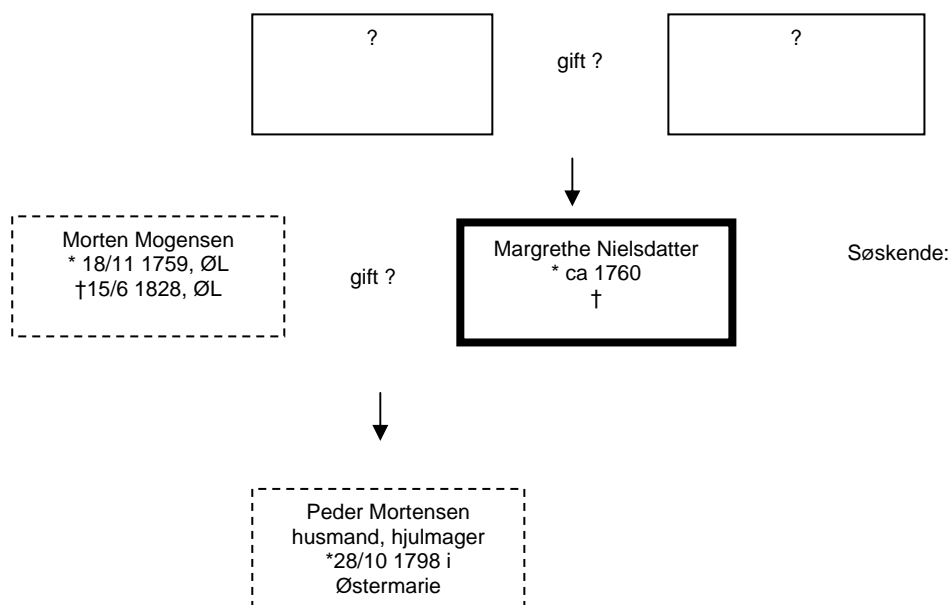 ?
gift ?
?
Morten Mogensen
* 18/11 1759, ØL
†15/6 1828, ØL
gift ?
Margrethe Nielsdatter
* ca 1760
†
Søskende:
Peder Mortensen
husmand, hjulmager
*28/10 1798 i
Østermarie